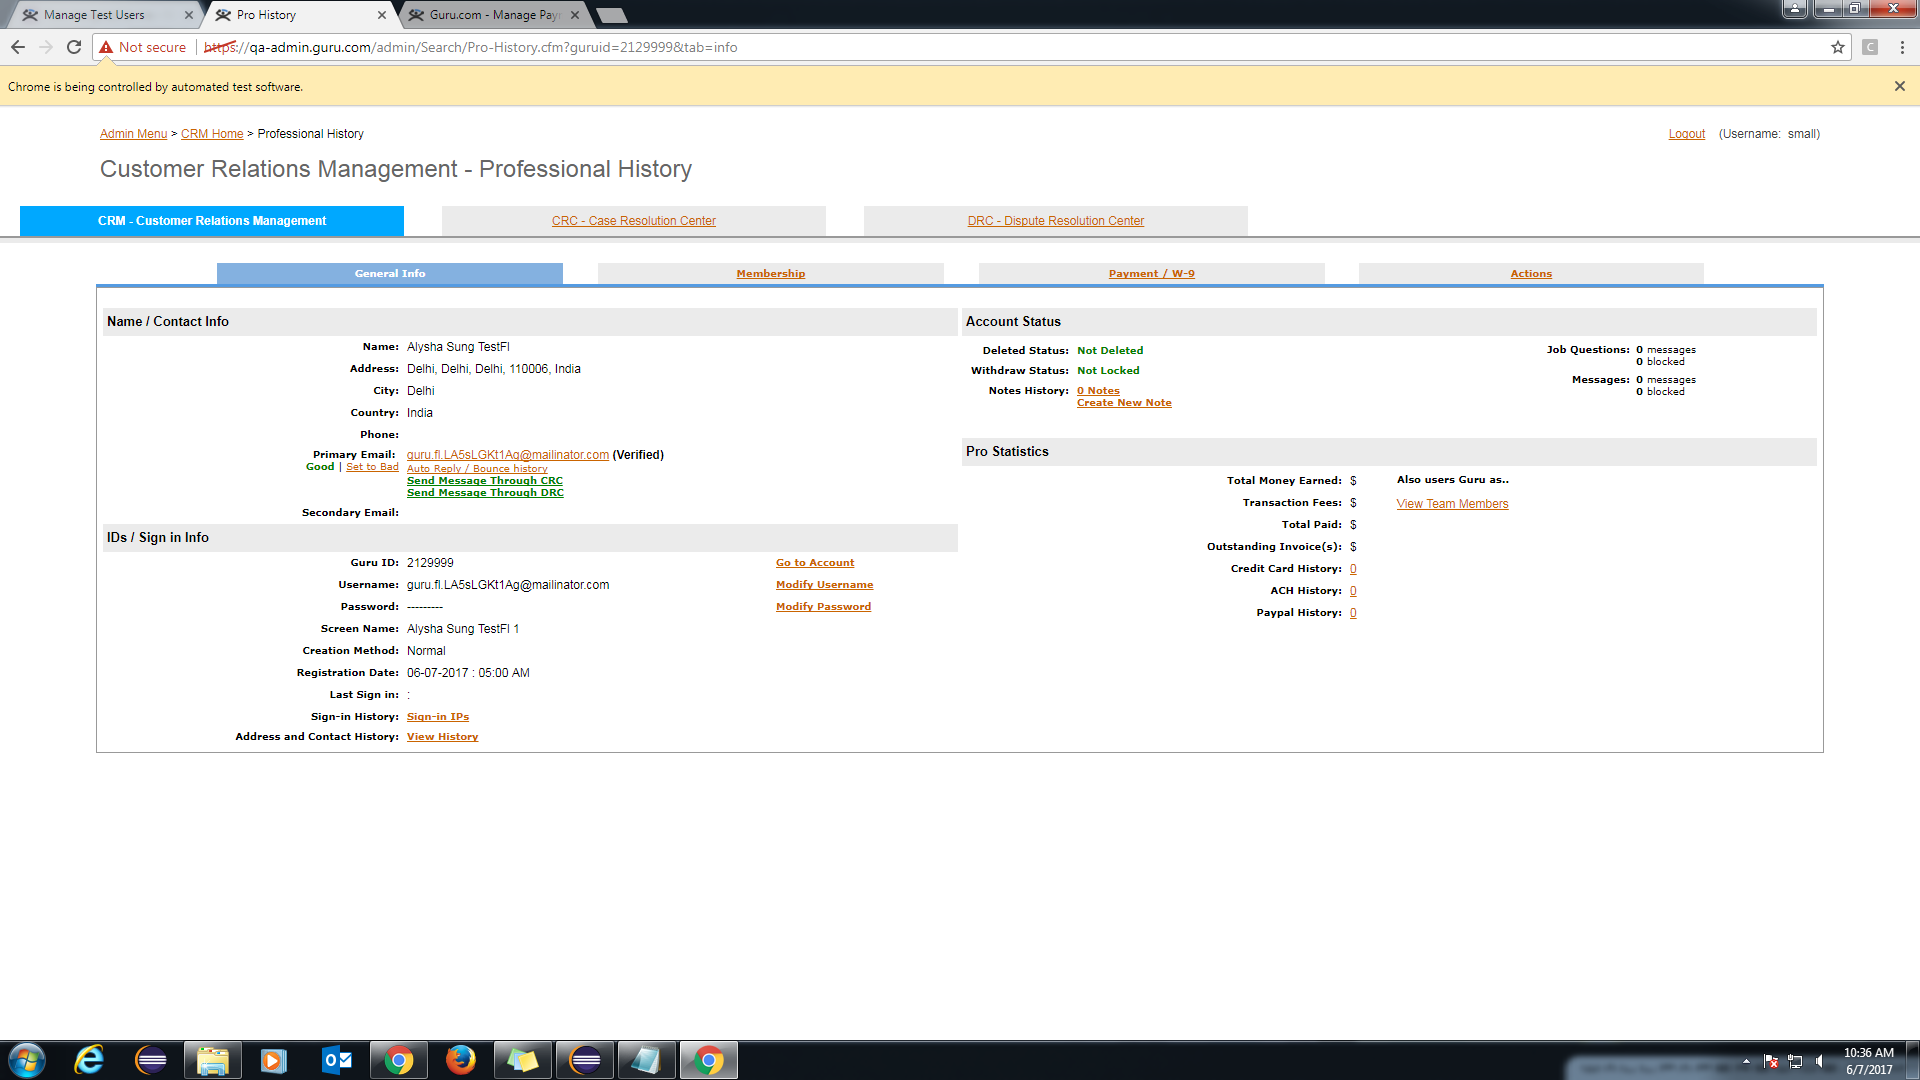 Manage Test Users
Pro History
Guru.com - Manage Pay
Not secure
https://qa-admin.guru.com/admin/Search/Pro-History.cfm?guruid=2129999&tab=info
C
Chrome is being controlled by automated test software.
Admin Menu > CRM Home > Professional History
Logout (Username: small)
Customer Relations Management - Professional History
CRM - Customer Relations Management
CRC - Case Resolution Center
DRC - Dispute Resolution Center
General Info
Membership
Payment / W-9
Actions
Name / Contact Info
Name: Alysha Sung TestFl
Address: Delhi, Delhi, Delhi, 110006, India
City: Delhi
Country: India
Phone:
Primary Email: guru.fl.LA5sLGKt1Ag@mailinator.com (Verified)
Good | Set to Bad Auto Reply / Bounce history
Send Message Through CRC
Send Message Through DRC
Secondary Email:
IDs / Sign in Info
Guru ID: 2129999 Go to Account
Username: guru.fl.LA5sLGKt1Ag@mailinator.com Modify Username
Password: --------- Modify Password
Screen Name: Alysha Sung TestFl 1
Creation Method: Normal
Registration Date: 06-07-2017 : 05:00 AM
Last Sign in: :
Sign-in History: Sign-in IPs
Address and Contact History: View History
Account Status
Deleted Status: Not Deleted
Withdraw Status: Not Locked
Notes History: 0 Notes
Create New Note
Job Questions: 0 messages
0 blocked
Messages: 0 messages
0 blocked
Pro Statistics
Total Money Earned: $
Transaction Fees: $
Total Paid: $
Outstanding Invoice(s): $
Credit Card History: 0
ACH History: 0
Paypal History: 0
Also users Guru as..
View Team Members
10:36 AM
6/7/2017